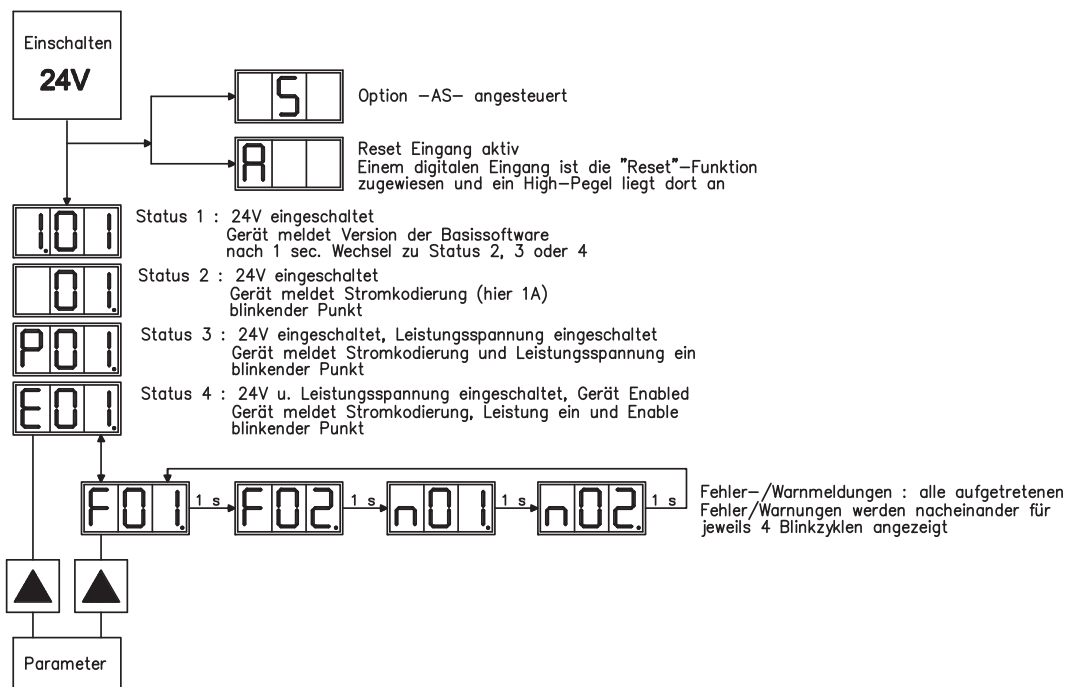 Einschalten
24V
S
Option -AS- angesteuert
A
Reset Eingang aktiv
Einem digitalen Eingang ist die "Reset"-Funktion
zugewiesen und ein High-Pegel liegt dort an
1.01
Status 1 : 24V eingeschaltet
Gerät meldet Version der Basissoftware
nach 1 sec. Wechsel zu Status 2, 3 oder 4
01.
Status 2 : 24V eingeschaltet
Gerät meldet Stromkodierung (hier 1A)
blinkender Punkt
P01.
Status 3 : 24V eingeschaltet, Leistungsspannung eingeschaltet
Gerät meldet Stromkodierung und Leistungsspannung ein
blinkender Punkt
E01.
Status 4 : 24V u. Leistungsspannung eingeschaltet, Gerät Enabled
Gerät meldet Stromkodierung, Leistung ein und Enable
blinkender Punkt
F01. 1 s F02. 1 s n01. 1 s n02. 1 s
Fehler-/Warnmeldungen : alle aufgetretenen
Fehler/Warnungen werden nacheinander für
jeweils 4 Blinkzyklen angezeigt
Parameter